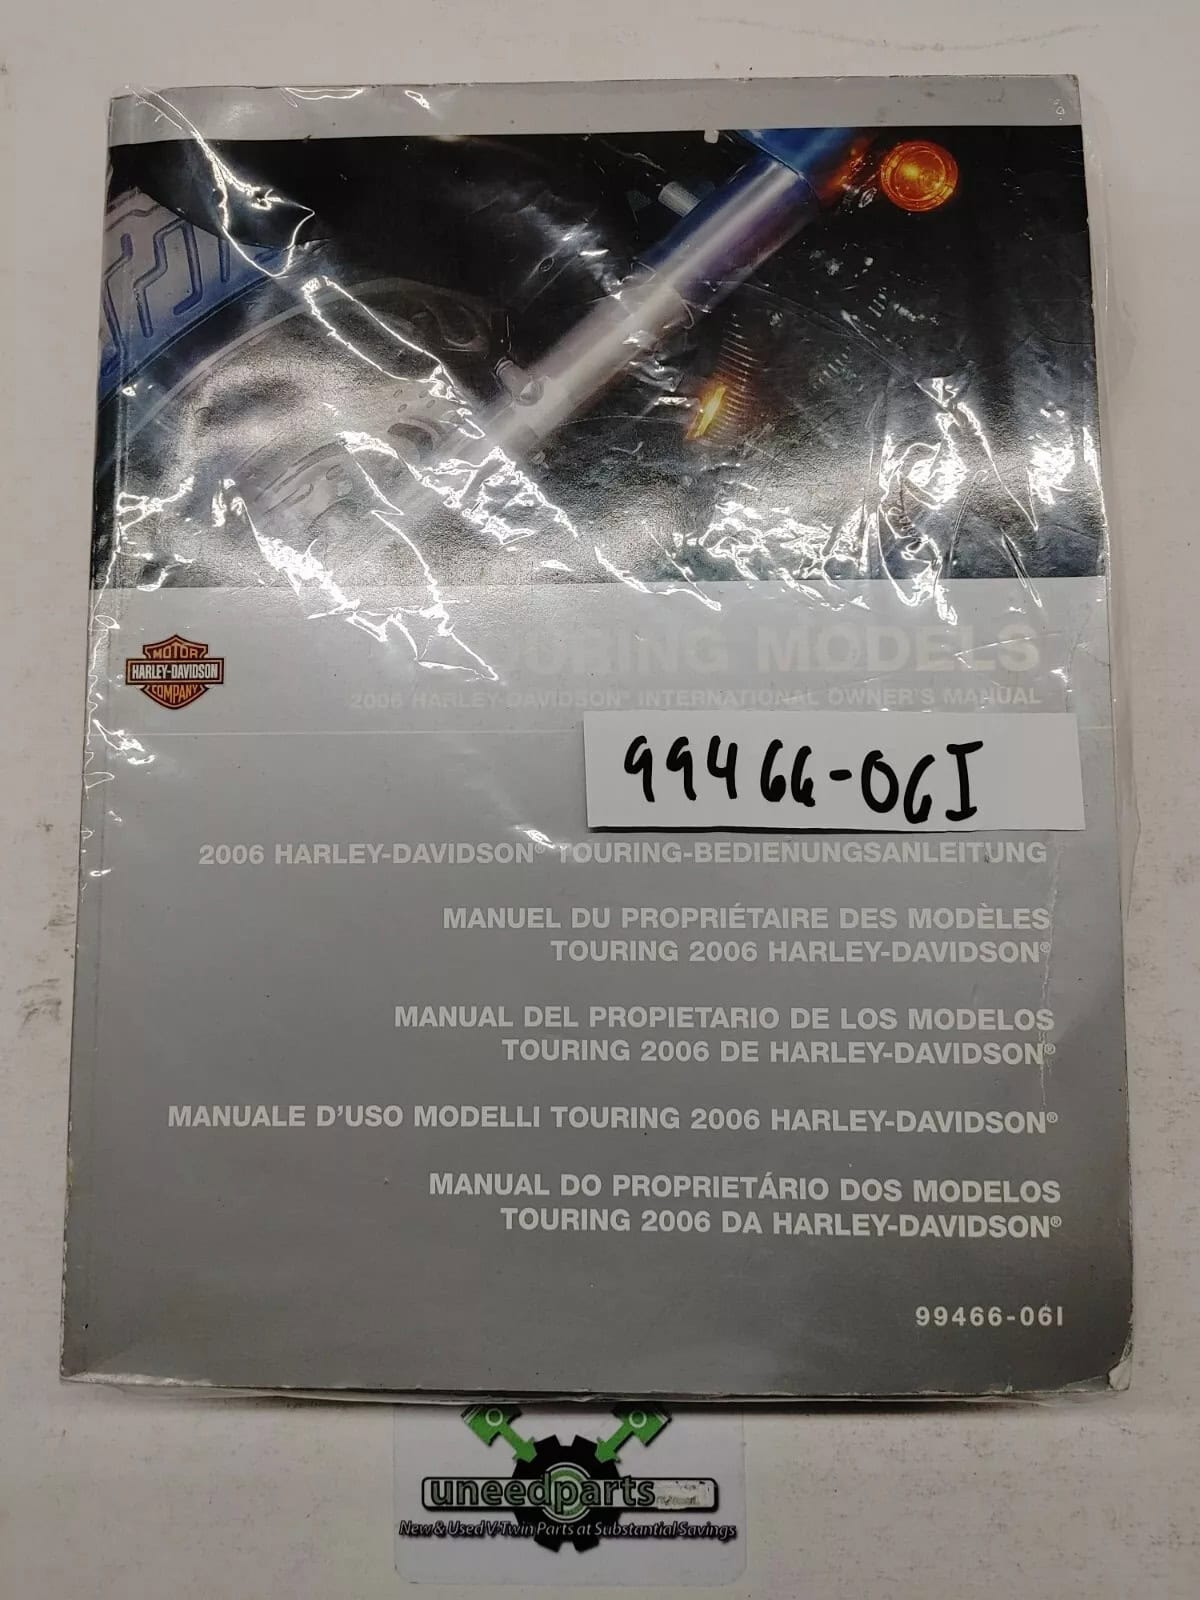 TOURING MODELS
2006 HARLEY-DAVIDSON® INTERNATIONAL OWNER'S MANUAL
MOTOR
HARLEY-DAVIDSON
COMPANY
99466-06I
2006 HARLEY-DAVIDSON® TOURING-BEDIENUNGSANLEITUNG
MANUEL DU PROPRIÉTAIRE DES MODÈLES
TOURING 2006 HARLEY-DAVIDSON®
MANUAL DEL PROPIETARIO DE LOS MODELOS
TOURING 2006 DE HARLEY-DAVIDSON®
MANUALE D'USO MODELLI TOURING 2006 HARLEY-DAVIDSON®
MANUAL DO PROPRIETÁRIO DOS MODELOS
TOURING 2006 DA HARLEY-DAVIDSON®
99466-06I
uneedparts
New & Used V-Twin Parts at Substantial Savings